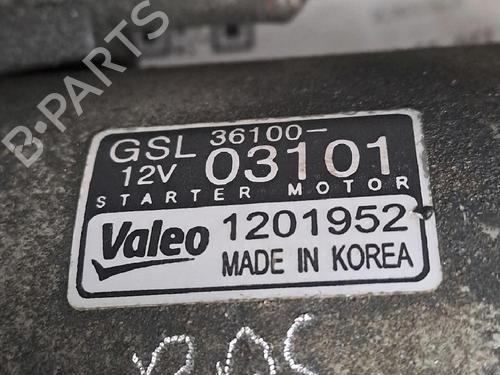 B-PARTS
GSL 36100-
12V 03101
STARTER MOTOR
Valeo 1201952
MADE IN KOREA